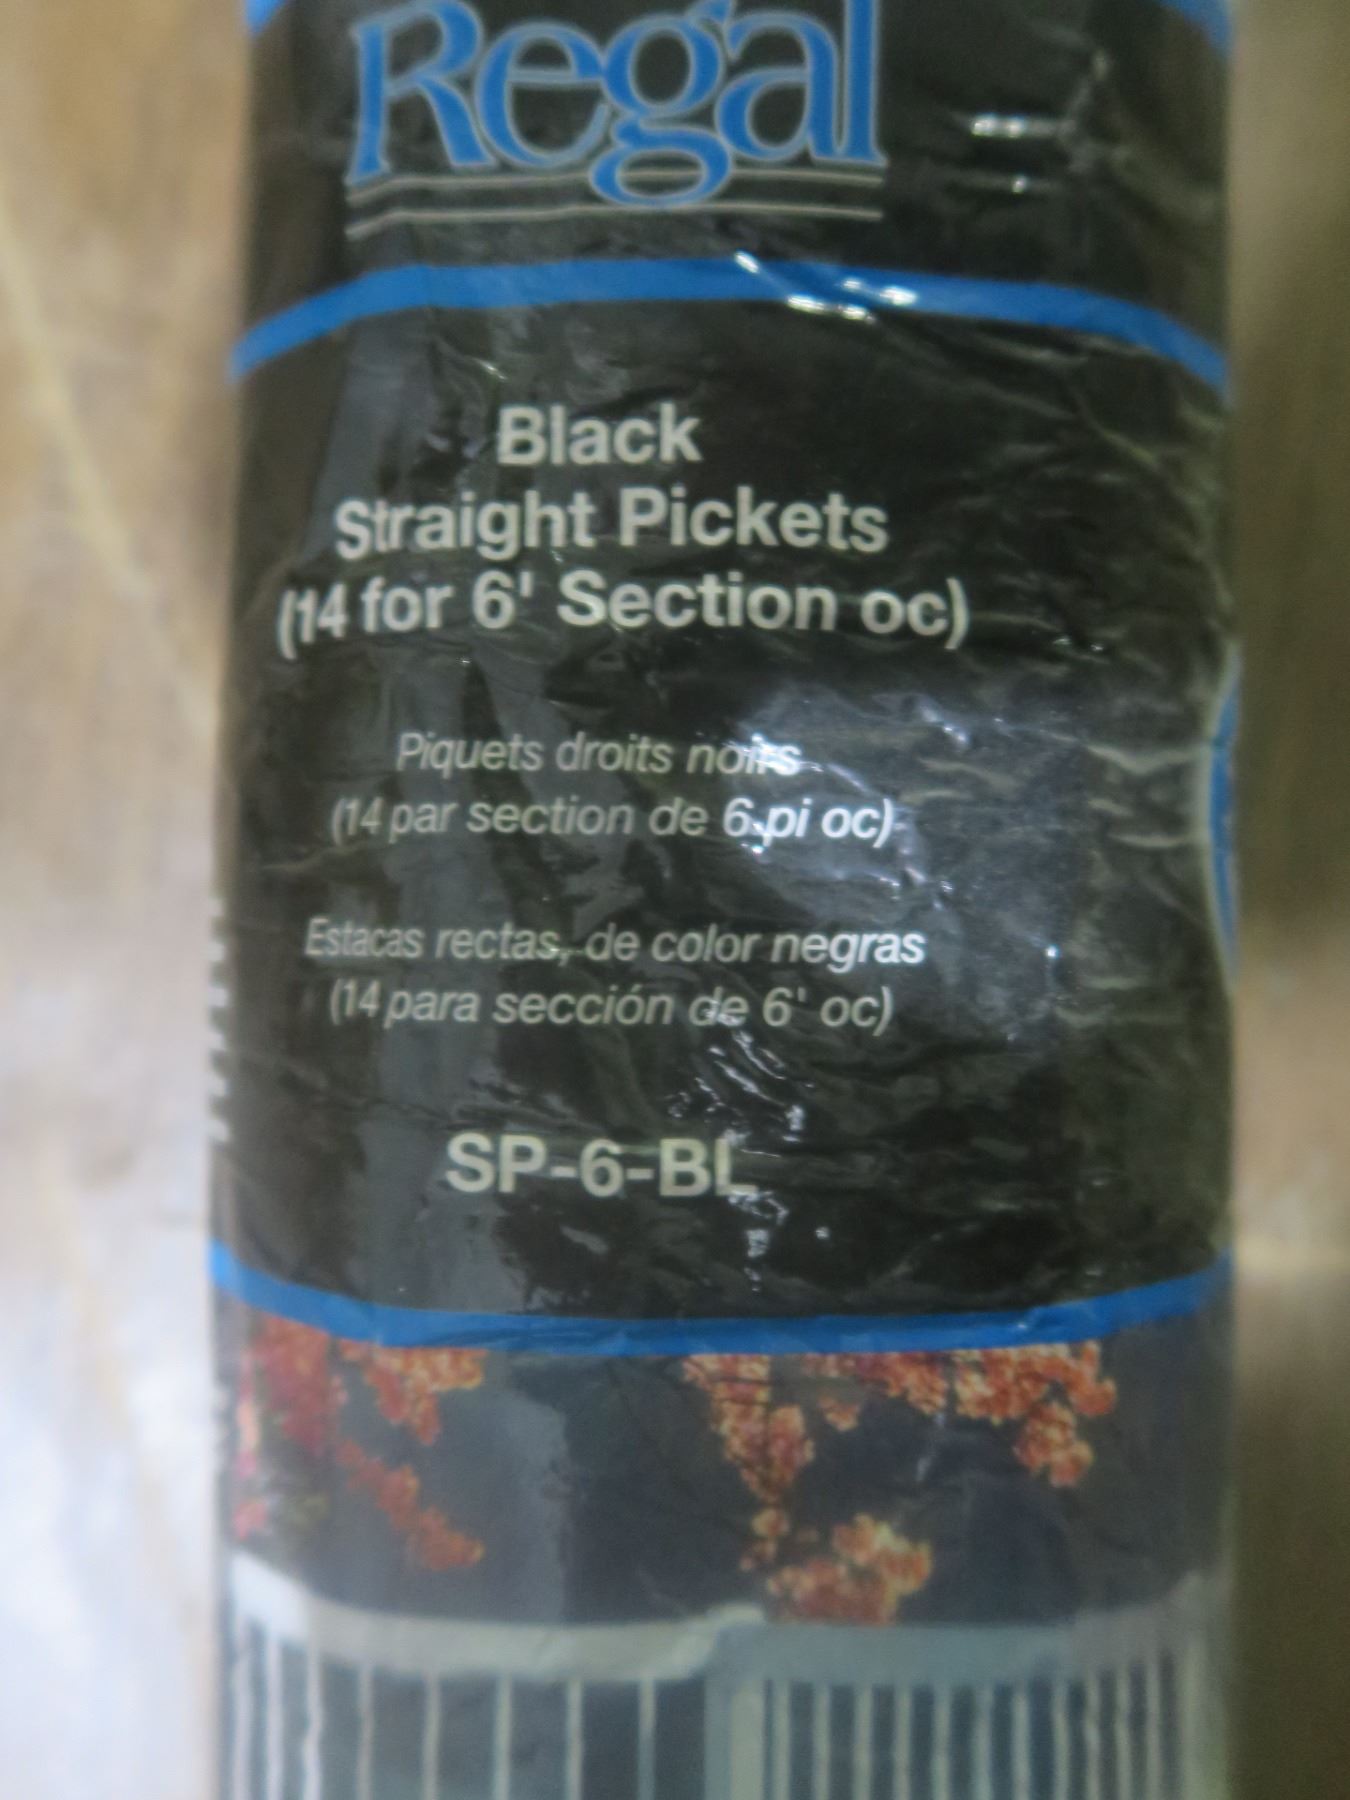 Regal
Black
Straight Pickets
(14 for 6' Section oc)
Piquets droits noirs
(14 par section de 6 pi oc)
Estacas rectas, de color negras
(14 para sección de 6' oc)
SP-6-BL